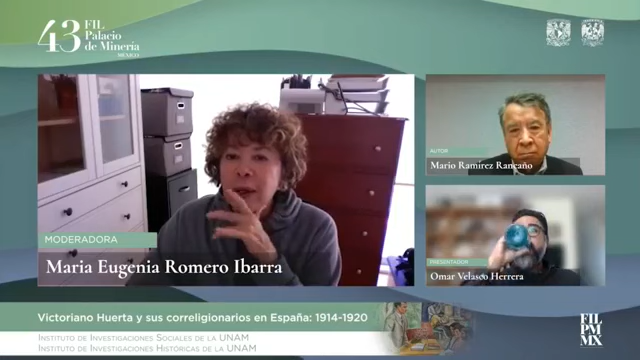 43 FIL
Palacio
de Minería
MÉXICO
MODERADORA
Maria Eugenia Romero Ibarra
AUTOR
Mario Ramírez Rancaño
PRESENTADOR
Omar Velasco Herrera
Victoriano Huerta y sus correligionarios en España: 1914-1920
Instituto de Investigaciones Sociales de la UNAM
Instituto de Investigaciones Históricas de la UNAM
FIL
PM
MX